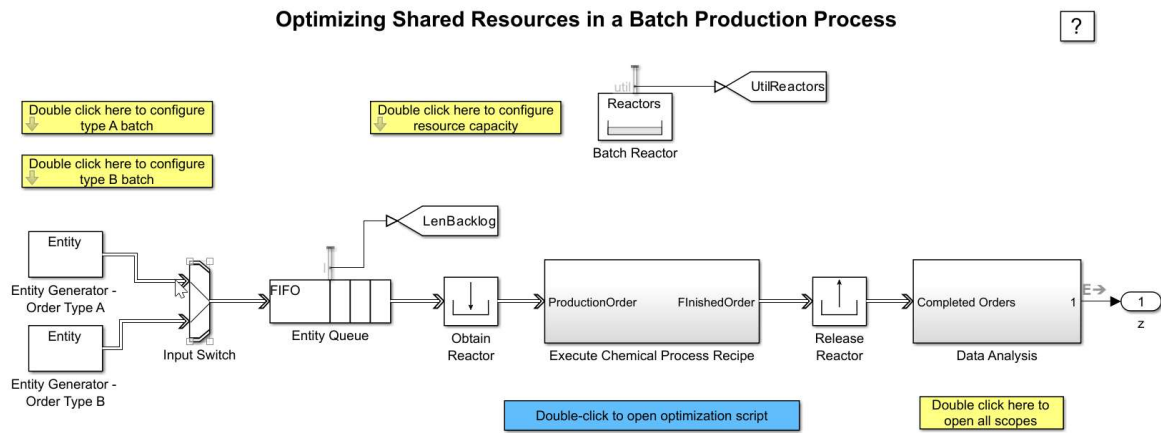 Optimizing Shared Resources in a Batch Production Process
?
Double click here to configure
type A batch
Double click here to configure
type B batch
Double click here to configure
resource capacity
util
Reactors
Batch Reactor
UtilReactors
LenBacklog
Entity
Entity Generator -
Order Type A
Entity
Entity Generator -
Order Type B
Input Switch
l
FIFO
Entity Queue
Obtain
Reactor
ProductionOrder
FInishedOrder
Execute Chemical Process Recipe
Release
Reactor
Completed Orders
1
Data Analysis
E
1
z
Double-click to open optimization script
Double click here to
open all scopes